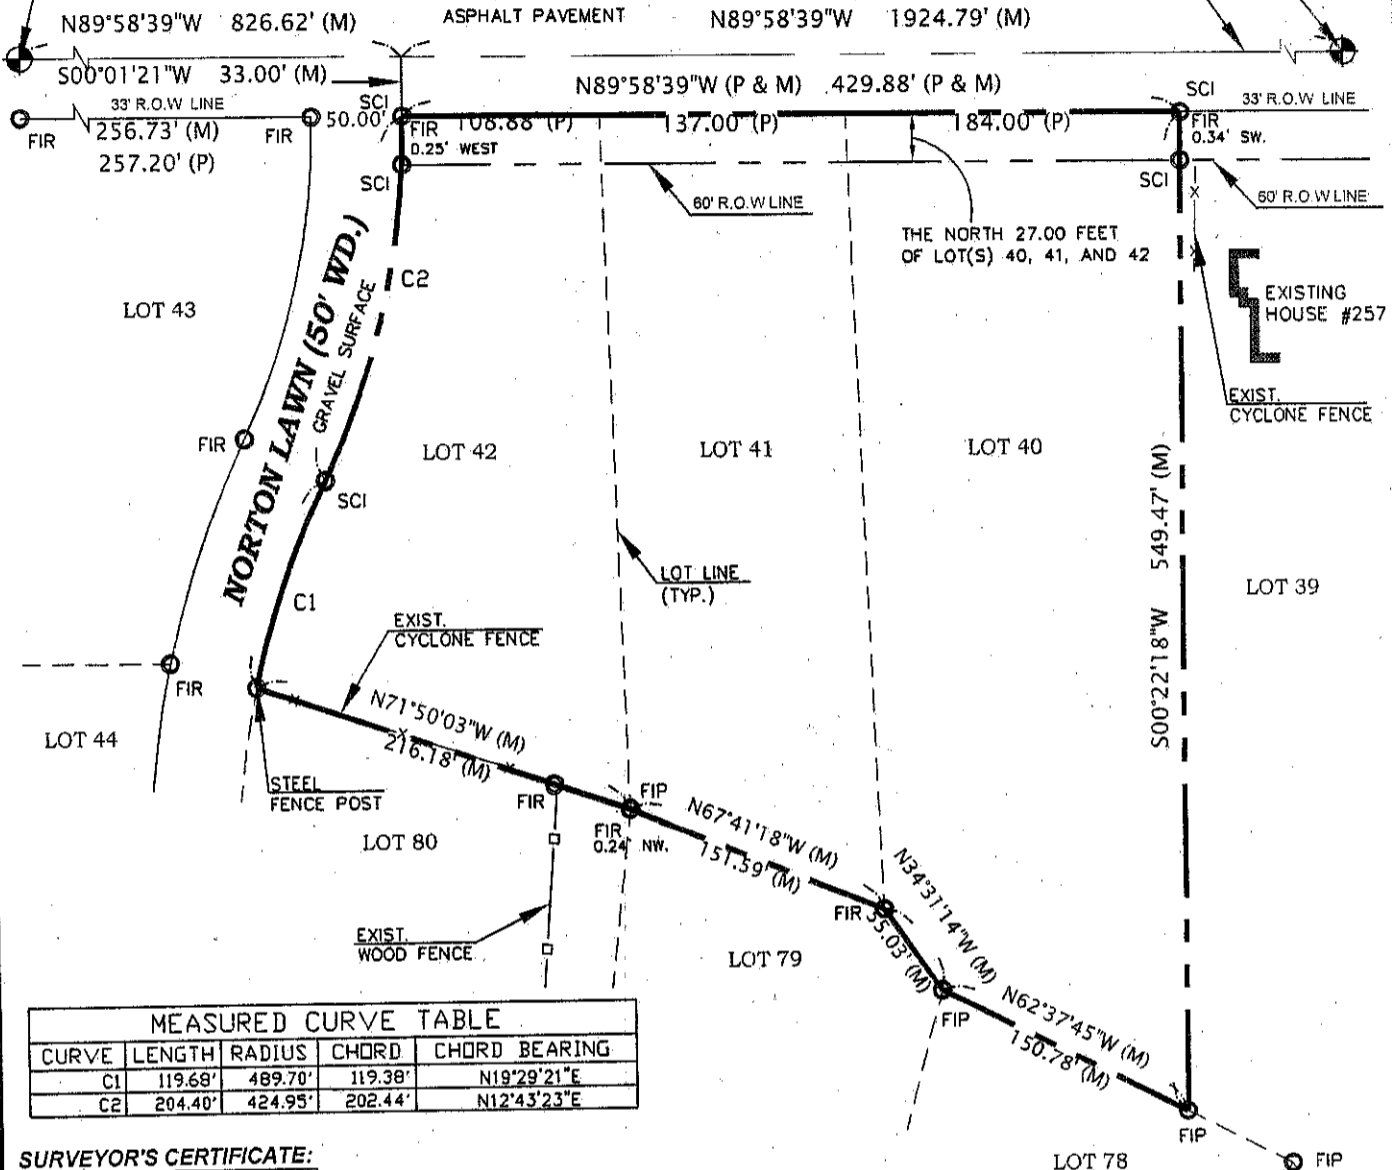 N89°58'39"W 826.62' (M)
ASPHALT PAVEMENT
N89°58'39"W 1924.79' (M)
S00°01'21"W 33.00' (M)
N89°58'39"W (P & M) 429.88' (P & M)
SCI
SCI
33' R.O.W LINE
33' R.O.W LINE
FIR
256.73' (M)
257.20' (P)
FIR
50.00'
FIR
0.25' WEST
108.88' (P)
137.00' (P)
184.00' (P)
FIR
0.34' SW.
SCI
SCI
60' R.O.W LINE
60' R.O.W LINE
THE NORTH 27.00 FEET
OF LOT(S) 40, 41, AND 42
C2
LOT 43
EXISTING
HOUSE #257
NORTON LAWN (50' WD.)
GRAVEL SURFACE
EXIST.
CYCLONE FENCE
FIR
LOT 42
LOT 41
LOT 40
SCI
S00°22'18"W 549.47' (M)
LOT LINE
(TYP.)
LOT 39
C1
EXIST.
CYCLONE FENCE
FIR
N71°50'03"W (M)
216.18' (M)
LOT 44
STEEL
FENCE POST
FIR
FIP
FIR
0.24' NW.
N67°41'18"W (M)
151.59' (M)
LOT 80
FIR
N34°31'14"W (M)
55.03' (M)
EXIST.
WOOD FENCE
LOT 79
FIP
N62°37'45"W (M)
150.78' (M)
FIP
LOT 78
FIP
MEASURED CURVE TABLE
CURVE LENGTH RADIUS CHORD CHORD BEARING
C1 119.68' 489.70' 119.38' N19°29'21"E
C2 204.40' 424.95' 202.44' N12°43'23"E
SURVEYOR'S CERTIFICATE: